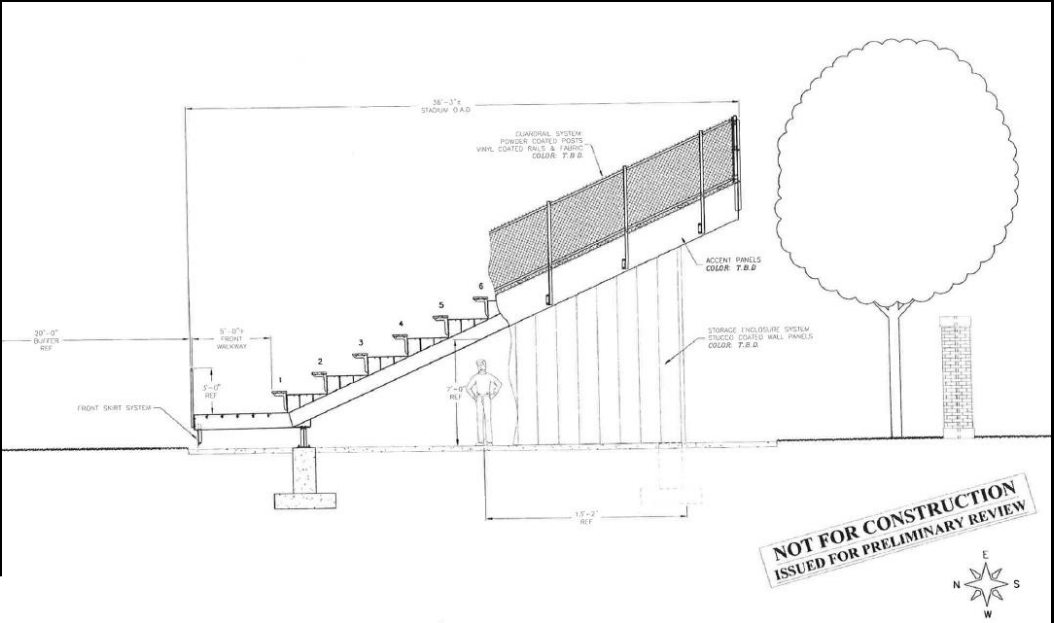 36'-3"±
STADIUM O.A.D
GUARDRAIL SYSTEM:
POWDER COATED POSTS
VINYL COATED RAILS & FABRIC
COLOR: T.B.D.
ACCENT PANELS
COLOR: T.B.D
6
5
4
3
2
1
20'-0"
BUFFER
REF
5'-0"±
FRONT
WALKWAY
STORAGE ENCLOSURE SYSTEM
STUCCO COATED WALL PANELS
COLOR: T.B.D.
3'-0"
REF
7'-0"
REF
FRONT SKIRT SYSTEM
13'-2"
REF
NOT FOR CONSTRUCTION
ISSUED FOR PRELIMINARY REVIEW
E
N
S
W